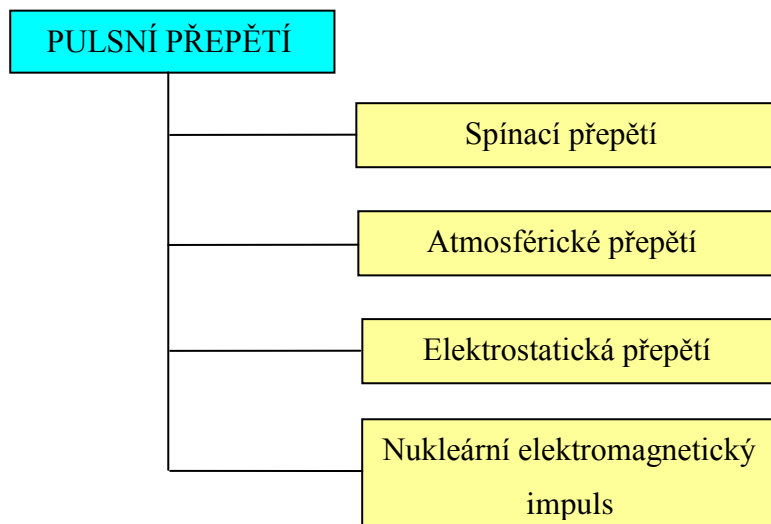 PULSNÍ PŘEPĚTÍ
Spínací přepětí
Atmosférické přepětí
Elektrostatická přepětí
Nukleární elektromagnetický
impuls